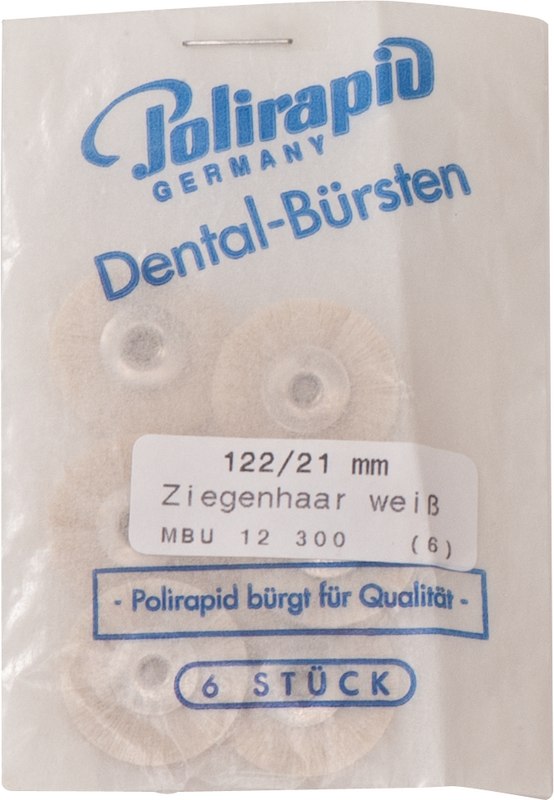 Polirapid
GERMANY
Dental-Bürsten
122/21 mm
Ziegenhaar weiß
MBU 12 300 (6)
- Polirapid bürgt für Qualität -
6 STÜCK